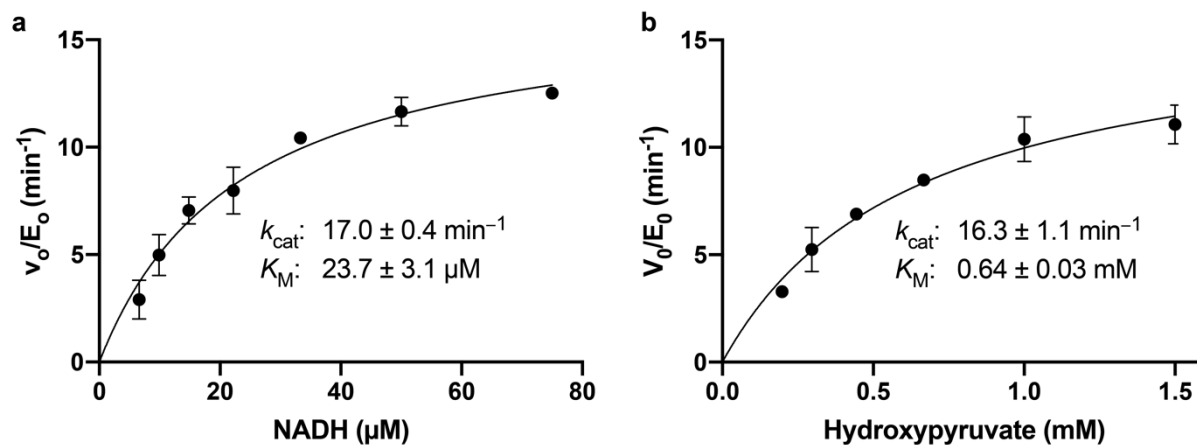 a
15
10
5
0
v₀/E₀ (min⁻¹)
kcat: 17.0 ± 0.4 min⁻¹
KM: 23.7 ± 3.1 µM
0 20 40 60 80
NADH (µM)
b
15
10
5
0
V₀/E₀ (min⁻¹)
kcat: 16.3 ± 1.1 min⁻¹
KM: 0.64 ± 0.03 mM
0.0 0.5 1.0 1.5
Hydroxypyruvate (mM)